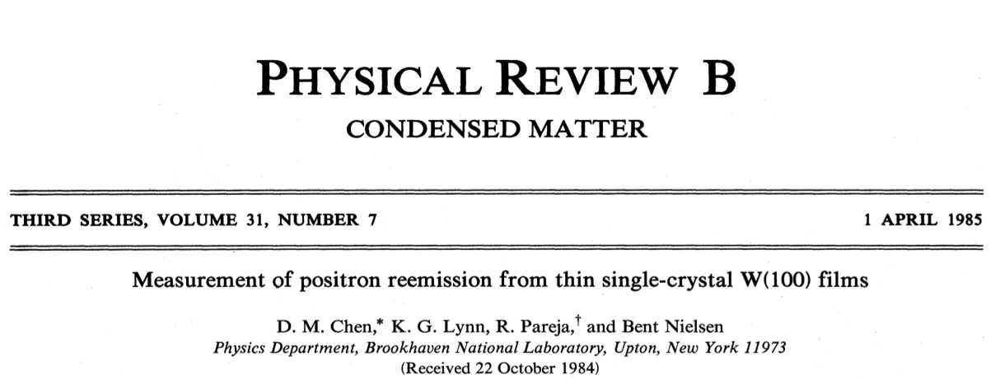 PHYSICAL REVIEW B
CONDENSED MATTER
THIRD SERIES, VOLUME 31, NUMBER 7 1 APRIL 1985
Measurement of positron reemission from thin single-crystal W(100) films
D. M. Chen,* K. G. Lynn, R. Pareja,† and Bent Nielsen
Physics Department, Brookhaven National Laboratory, Upton, New York 11973
(Received 22 October 1984)